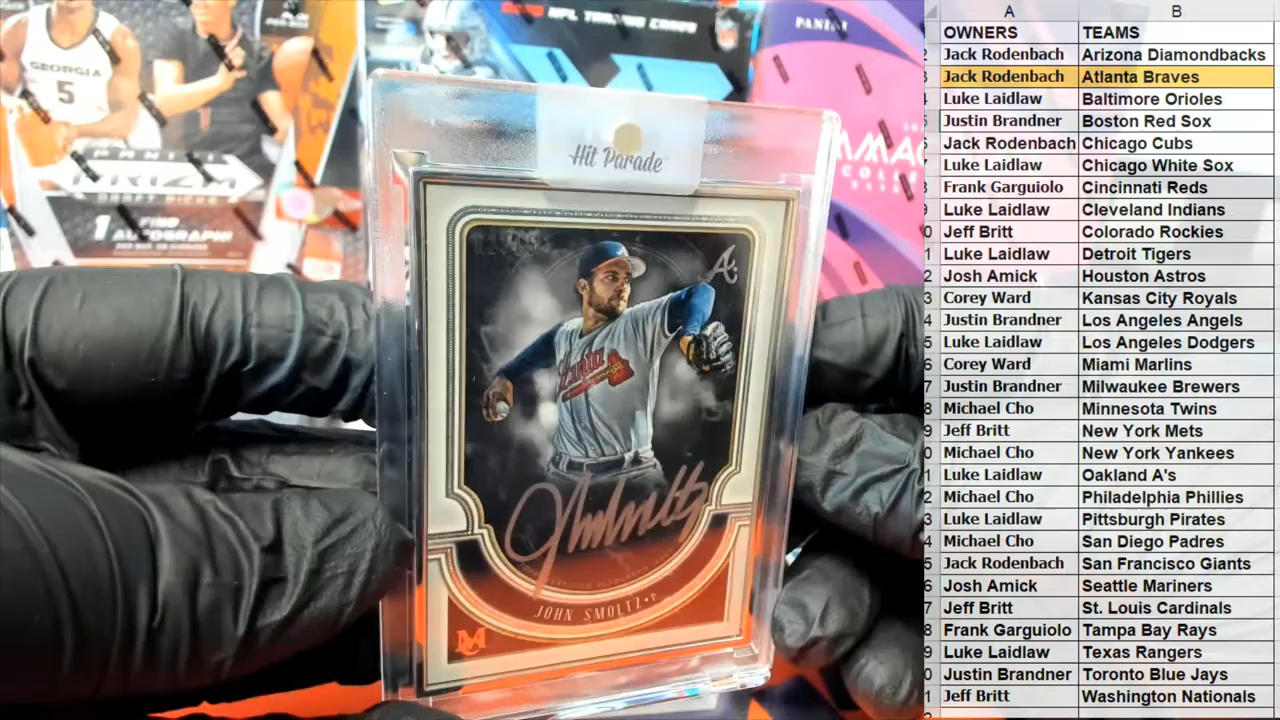 GEORGIA
5
PANINI
PRIZM
DRAFT PICKS
1 FIND
AUTOGRAPH!
NFL TRADING CARDS
NFL
PANINI
Hit Parade
A
Atlanta
John Smoltz
JOHN SMOLTZ • P
M
A B
OWNERS TEAMS
Jack Rodenbach Arizona Diamondbacks
Jack Rodenbach Atlanta Braves
Luke Laidlaw Baltimore Orioles
Justin Brandner Boston Red Sox
Jack Rodenbach Chicago Cubs
Luke Laidlaw Chicago White Sox
Frank Garguiolo Cincinnati Reds
Luke Laidlaw Cleveland Indians
Jeff Britt Colorado Rockies
Luke Laidlaw Detroit Tigers
Josh Amick Houston Astros
Corey Ward Kansas City Royals
Justin Brandner Los Angeles Angels
Luke Laidlaw Los Angeles Dodgers
Corey Ward Miami Marlins
Justin Brandner Milwaukee Brewers
Michael Cho Minnesota Twins
Jeff Britt New York Mets
Michael Cho New York Yankees
Luke Laidlaw Oakland A's
Michael Cho Philadelphia Phillies
Luke Laidlaw Pittsburgh Pirates
Michael Cho San Diego Padres
Jack Rodenbach San Francisco Giants
Josh Amick Seattle Mariners
Jeff Britt St. Louis Cardinals
Frank Garguiolo Tampa Bay Rays
Luke Laidlaw Texas Rangers
Justin Brandner Toronto Blue Jays
Jeff Britt Washington Nationals